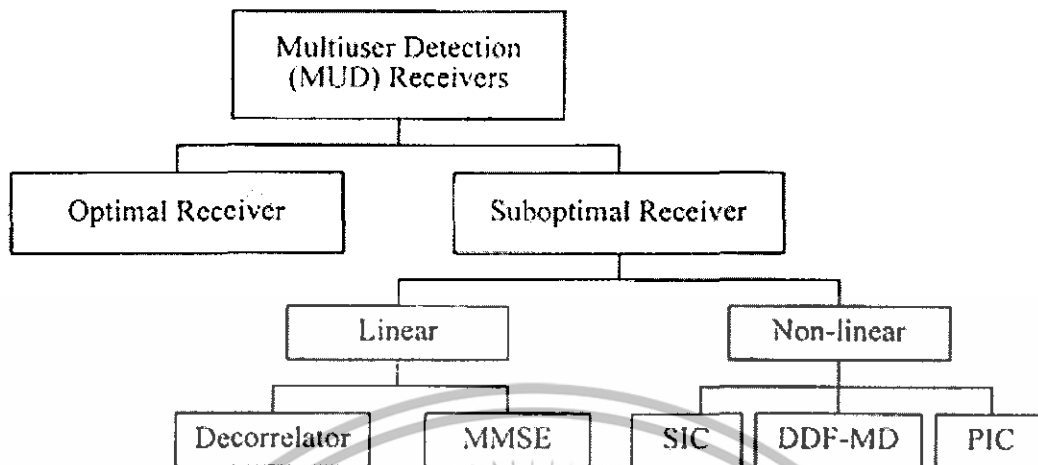 Multiuser Detection
(MUD) Receivers
Optimal Receiver
Suboptimal Receiver
Linear
Non-linear
Decorrelator
MMSE
SIC
DDF-MD
PIC